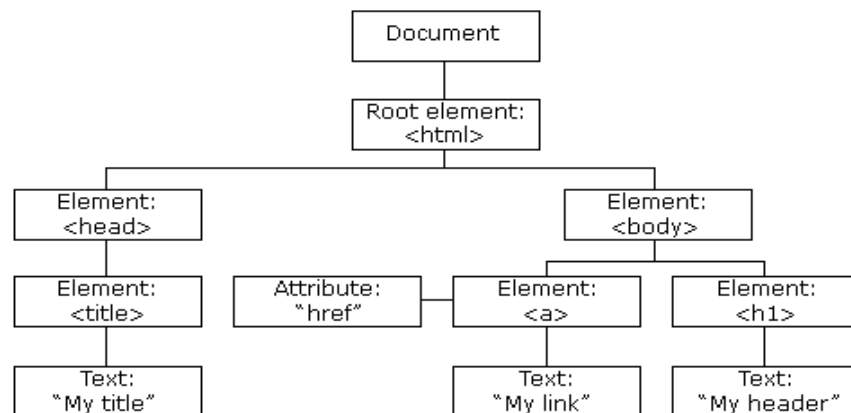 Document
Root element:
<html>
Element:
<head>
Element:
<body>
Element:
<title>
Attribute:
“href”
Element:
<a>
Element:
<h1>
Text:
“My title”
Text:
“My link”
Text:
“My header”